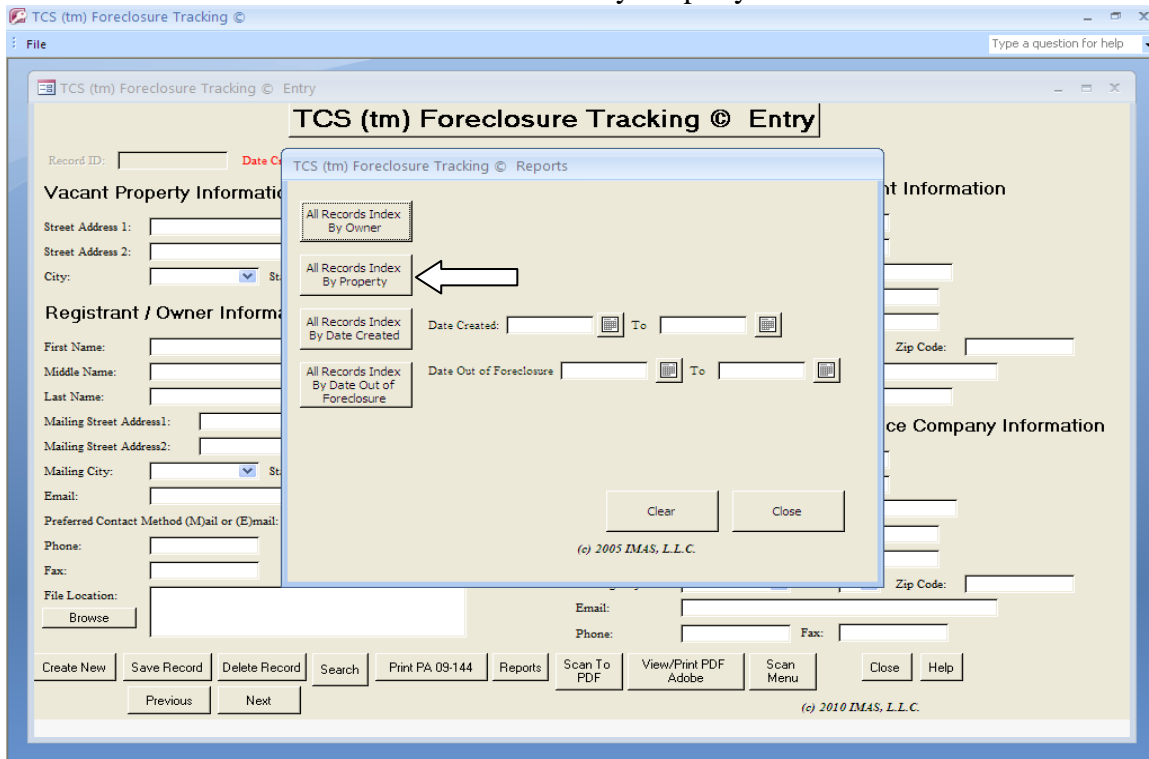 TCS (tm) Foreclosure Tracking ©
File
Type a question for help
TCS (tm) Foreclosure Tracking © Entry
TCS (tm) Foreclosure Tracking © Entry
Record ID:
TCS (tm) Foreclosure Tracking © Reports
Vacant Property
nt Information
Street Address 1:
All Records Index
By Owner
Street Address 2:
City:
All Records Index
By Property
Registrant / Owner
All Records Index
By Date Created
Date Created:
To
First Name:
Zip Code:
Middle Name:
All Records Index
By Date Out of
Foreclosure
Date Out of Foreclosure
To
Last Name:
Mailing Street Address1:
ce Company Information
Mailing Street Address2:
Mailing City:
Email:
Clear
Close
Preferred Contact Method (M)ail or (E)mail:
Phone:
(c) 2005 IMAS, L.L.C.
Fax:
Zip Code:
File Location:
Browse
Email:
Phone:
Fax:
Create New
Save Record
Delete Record
Search
Print PA 09-144
Reports
Scan To
PDF
View/Print PDF
Adobe
Scan
Menu
Close
Help
Previous
Next
(c) 2010 IMAS, L.L.C.